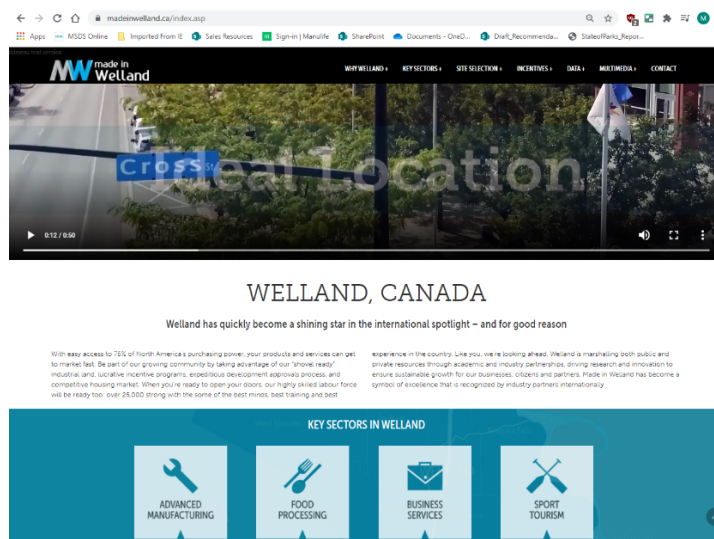 madeinwelland.ca/index.asp
Apps MSDS Online Imported From IE Sales Resources Sign-in | Manulife SharePoint Documents - OneD... Draft_Recommenda... StateofParks_Repor...
M
MW made in
Welland
WHY WELLAND + KEY SECTORS + SITE SELECTION + INCENTIVES + DATA + MULTIMEDIA + CONTACT
Cross St
Ideal Location
0:12 / 0:50
WELLAND, CANADA
Welland has quickly become a shining star in the international spotlight – and for good reason
With easy access to 75% of North America's purchasing power, your products and services can get
to market fast. Be part of our growing community by taking advantage of our "shovel ready"
industrial land, lucrative incentive programs, expeditious development approvals process, and
competitive housing market. When you're ready to open your doors, our highly skilled labour force
will be ready too: over 25,000 strong with the some of the best minds, best training and best
experience in the country. Like you, we're looking ahead. Welland is marshalling both public and
private resources through academic and industry partnerships, driving research and innovation to
ensure sustainable growth for our businesses, citizens and partners. Made in Welland has become a
symbol of excellence that is recognized by industry partners internationally.
KEY SECTORS IN WELLAND
ADVANCED
MANUFACTURING
FOOD
PROCESSING
BUSINESS
SERVICES
SPORT
TOURISM